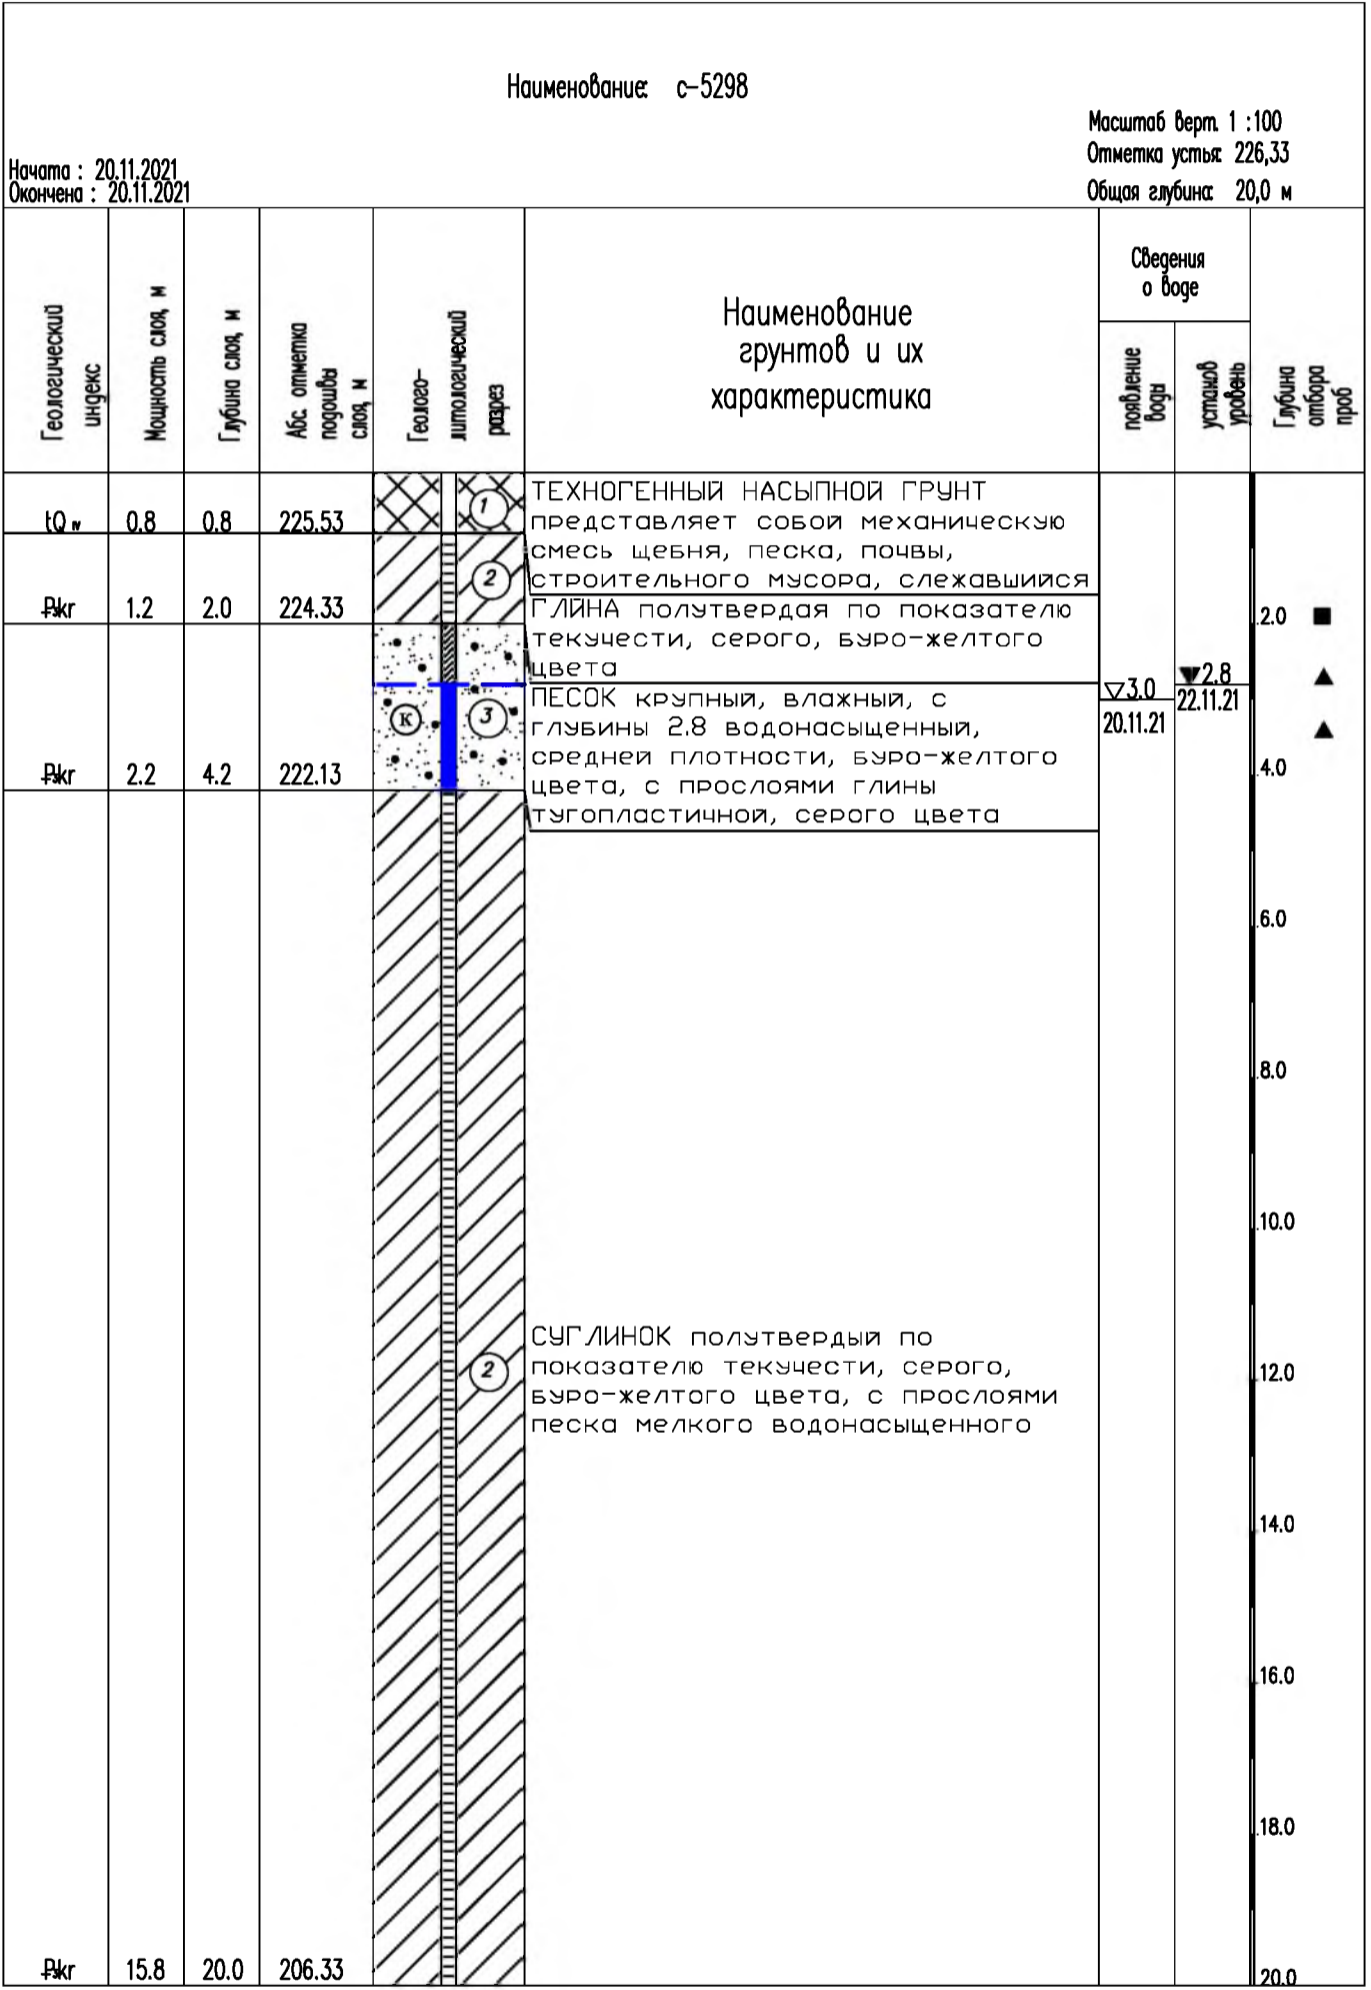 Наименование: с-5298
Масштаб верт. 1 :100
Отметка устья: 226,33
Общая глубина: 20,0 м
Начата : 20.11.2021
Окончена : 20.11.2021
Геологический
индекс
Мощность слоя, м
Глубина слоя, м
Абс. отметка
подошвы
слоя, м
Геолого-
литологический
разрез
Наименование
грунтов и их
характеристика
Сведения
о воде
появление
воды
установ
уровень
Глубина
отбора
проб
tQ IV 0.8 0.8 225.53
1
ТЕХНОГЕННЫЙ НАСЫПНОЙ ГРУНТ
представляет собой механическую
смесь щебня, песка, почвы,
строительного мусора, слежавшийся
P₃kr 1.2 2.0 224.33
2
ГЛИНА полутвердая по показателю
текучести, серого, буро-желтого
цвета
2.0
P₃kr 2.2 4.2 222.13
К 3
ПЕСОК крупный, влажный, с
глубины 2.8 водонасыщенный,
средней плотности, буро-желтого
цвета, с прослоями глины
тугопластичной, серого цвета
3.0
20.11.21
2.8
22.11.21
4.0
6.0
8.0
10.0
2
СУГЛИНОК полутвердый по
показателю текучести, серого,
буро-желтого цвета, с прослоями
песка мелкого водонасыщенного
12.0
14.0
16.0
18.0
P₃kr 15.8 20.0 206.33
20.0